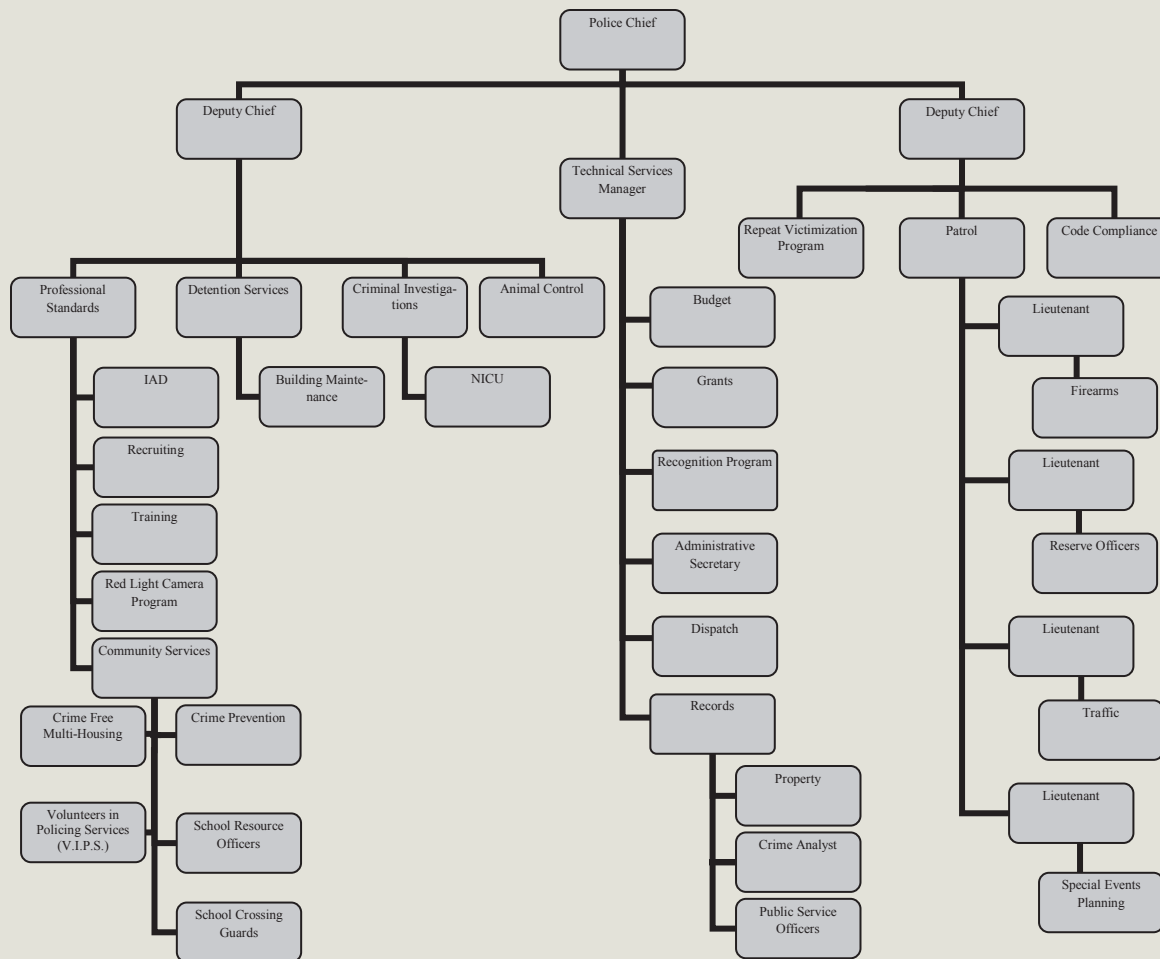 Police Chief
Deputy Chief
Deputy Chief
Technical Services
Manager
Repeat Victimization
Program
Patrol
Code Compliance
Professional
Standards
Detention Services
Criminal Investiga-
tions
Animal Control
Budget
Lieutenant
IAD
Building Mainte-
nance
NICU
Grants
Firearms
Recruiting
Recognition Program
Lieutenant
Training
Administrative
Secretary
Reserve Officers
Red Light Camera
Program
Dispatch
Lieutenant
Community Services
Records
Traffic
Crime Free
Multi-Housing
Crime Prevention
Property
Lieutenant
Volunteers in
Policing Services
(V.I.P.S.)
School Resource
Officers
Crime Analyst
Special Events
Planning
School Crossing
Guards
Public Service
Officers